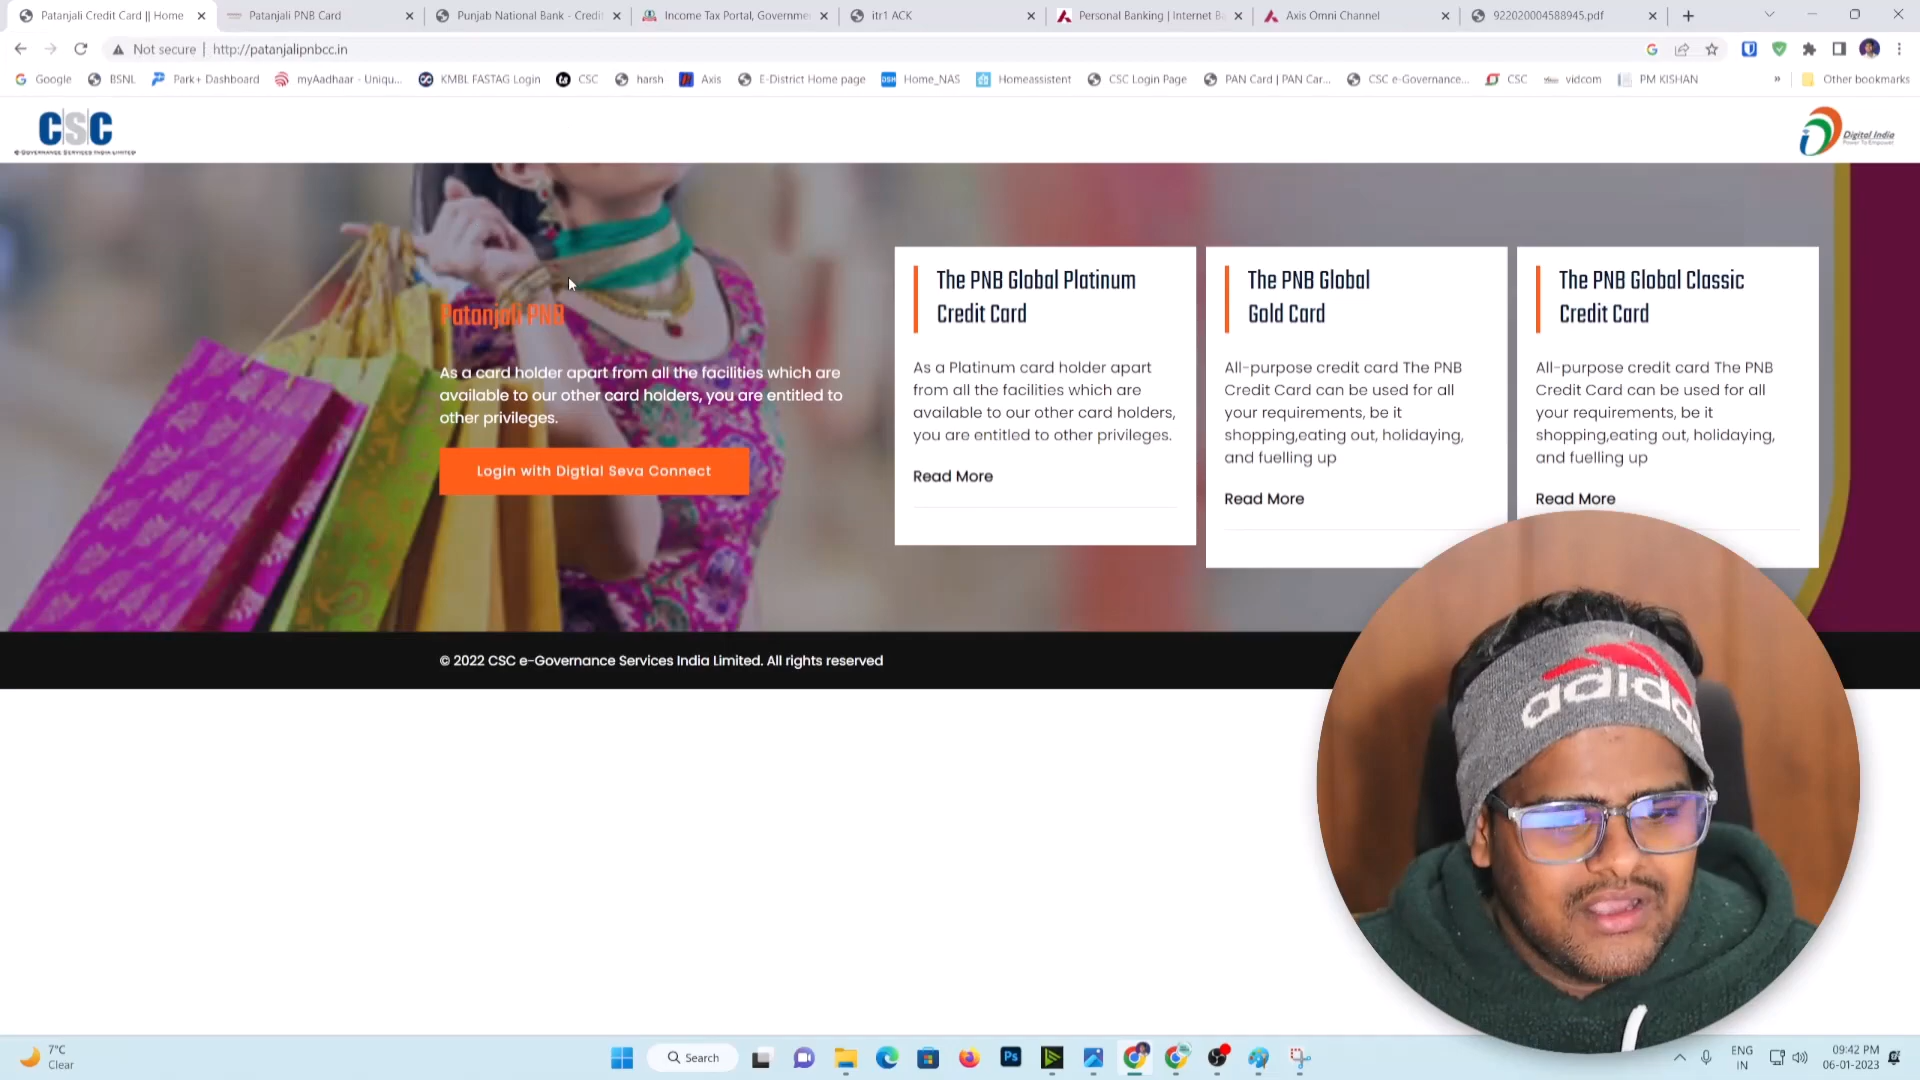 Patanjali Credit Card || Home
Patanjali PNB Card
Punjab National Bank - Credi
Income Tax Portal, Governme
itr1 ACK
Personal Banking | Internet B
Axis Omni Channel
922020004588945.pdf
Not secure | http://patanjalipnbcc.in
Google
BSNL
Park+ Dashboard
myAadhaar - Uniqu...
KMBL FASTAG Login
CSC
harsh
Axis
E-District Home page
Home_NAS
Homeassistent
CSC Login Page
PAN Card | PAN Car...
CSC e-Governance...
CSC
vidcom
PM KISHAN
»
Other bookmarks
CSC
e-Governance Services India Limited
Digital India
Power To Empower
Patanjali PNB
As a card holder apart from all the facilities which are
available to our other card holders, you are entitled to
other privileges.
Login with Digtial Seva Connect
The PNB Global Platinum
Credit Card
As a Platinum card holder apart
from all the facilities which are
available to our other card holders,
you are entitled to other privileges.
Read More
The PNB Global
Gold Card
All-purpose credit card The PNB
Credit Card can be used for all
your requirements, be it
shopping,eating out, holidaying,
and fuelling up
Read More
The PNB Global Classic
Credit Card
All-purpose credit card The PNB
Credit Card can be used for all
your requirements, be it
shopping,eating out, holidaying,
and fuelling up
Read More
© 2022 CSC e-Governance Services India Limited. All rights reserved
adidas
7°C
Clear
Search
Ps
ENG
IN
09:42 PM
06-01-2023